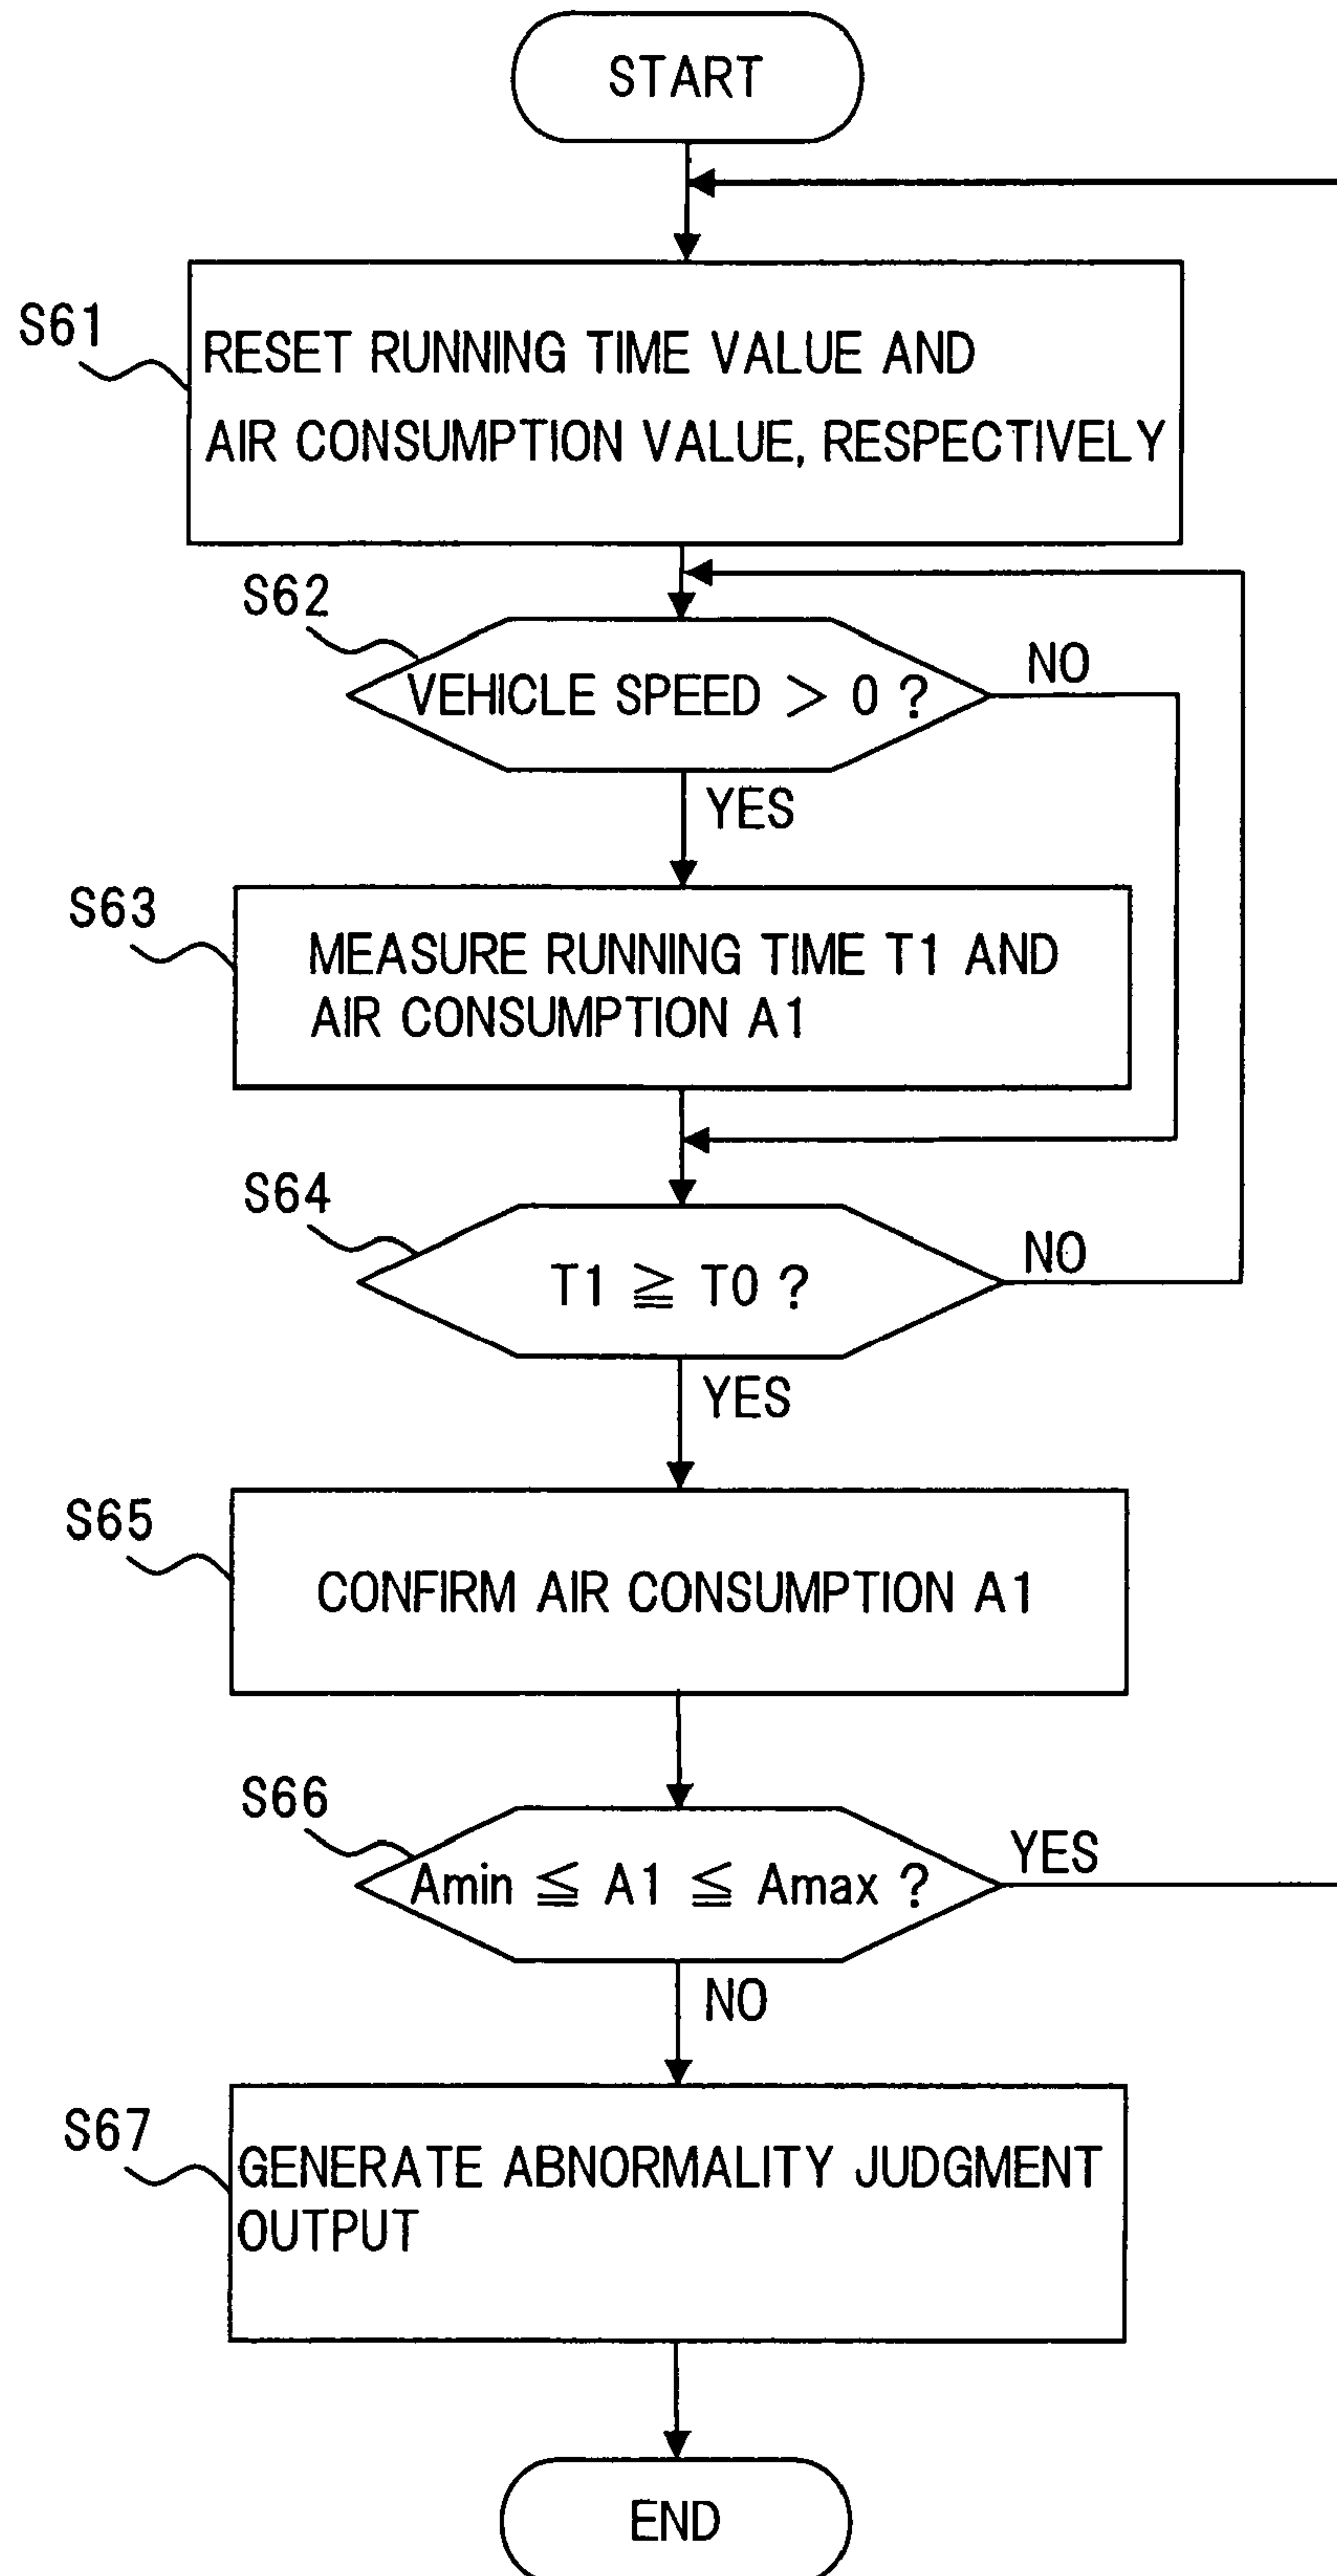 START
S61
RESET RUNNING TIME VALUE AND
AIR CONSUMPTION VALUE, RESPECTIVELY
S62
VEHICLE SPEED > 0 ?
NO
YES
S63
MEASURE RUNNING TIME T1 AND
AIR CONSUMPTION A1
S64
T1 ≧ T0 ?
NO
YES
S65
CONFIRM AIR CONSUMPTION A1
S66
Amin ≦ A1 ≦ Amax ?
YES
NO
S67
GENERATE ABNORMALITY JUDGMENT
OUTPUT
END